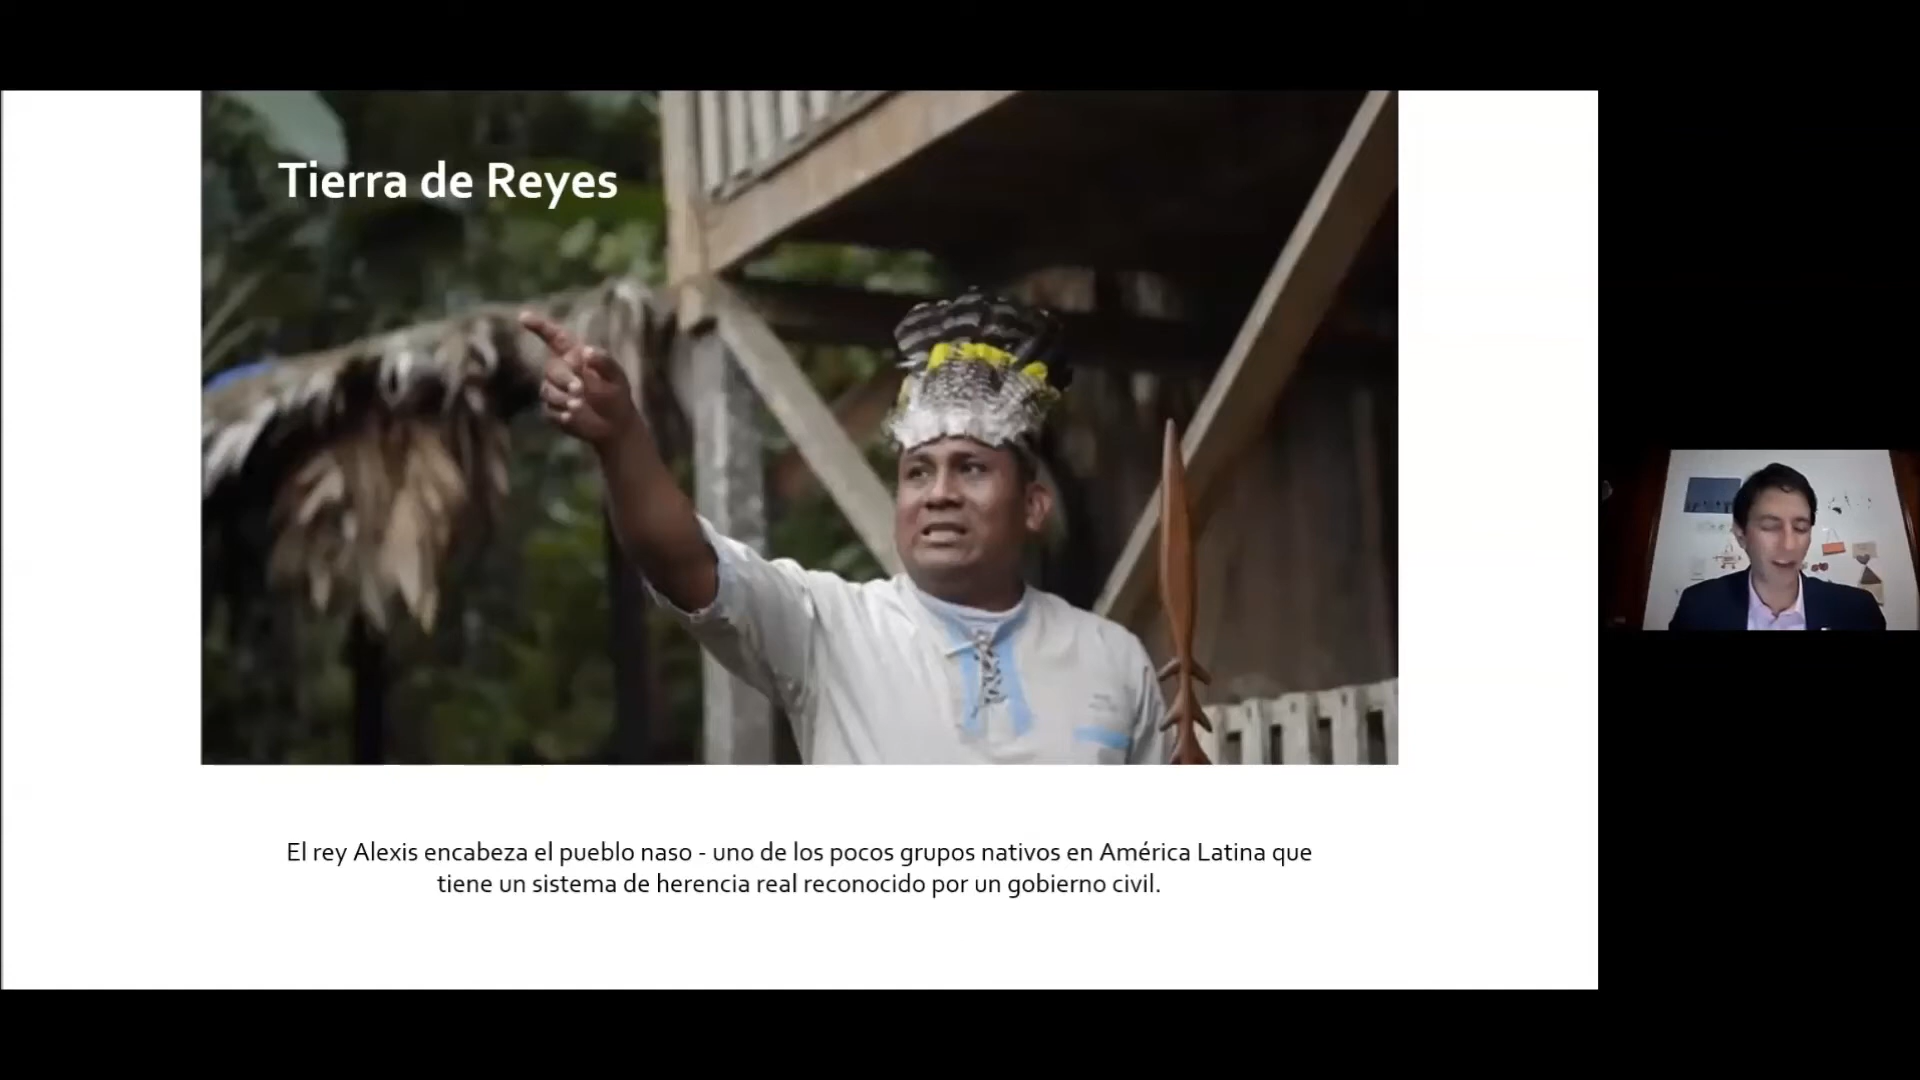 Tierra de Reyes
El rey Alexis encabeza el pueblo naso - uno de los pocos grupos nativos en América Latina que
tiene un sistema de herencia real reconocido por un gobierno civil.